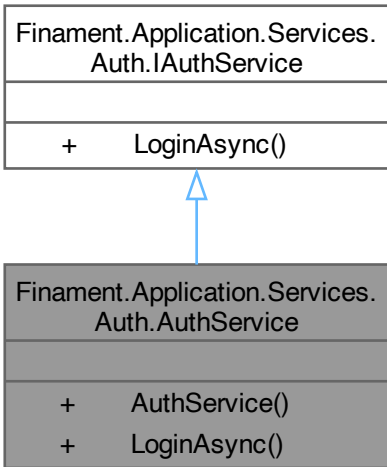 Finament.Application.Services.
Auth.IAuthService
+ LoginAsync()
Finament.Application.Services.
Auth.AuthService
+ AuthService()
+ LoginAsync()